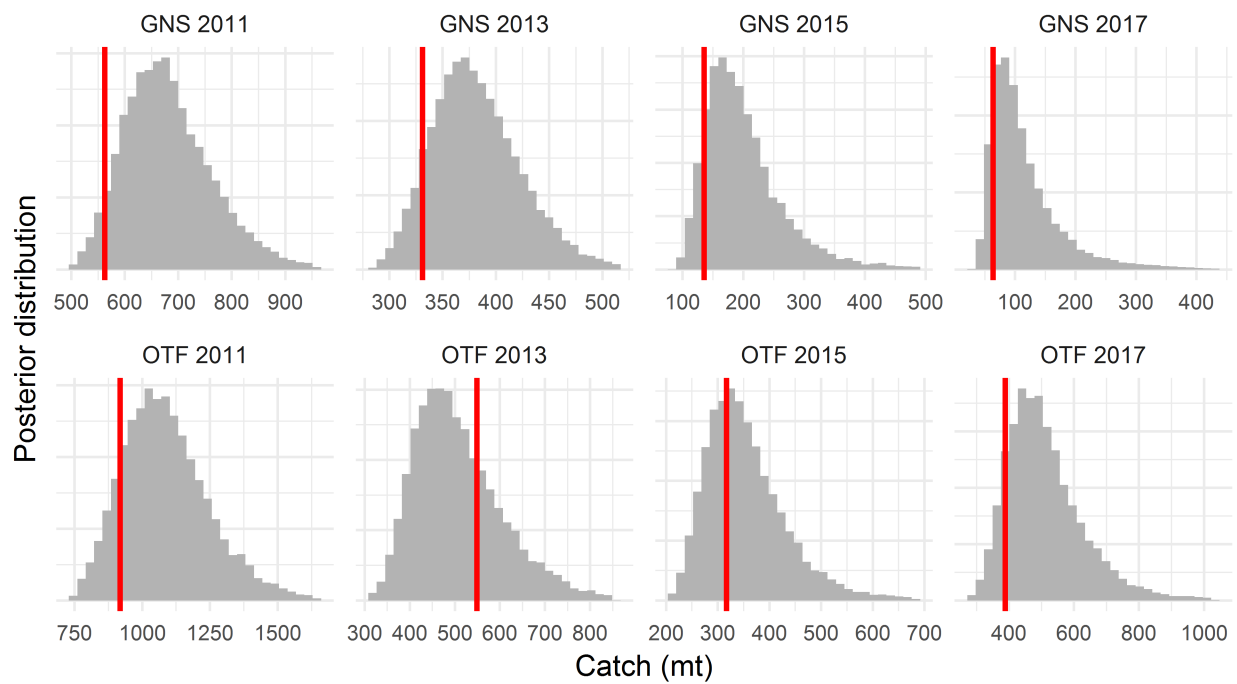 GNS 2011 GNS 2013 GNS 2015 GNS 2017
500 600 700 800 900 300 350 400 450 500 100 200 300 400 500 100 200 300 400
Posterior distribution
OTF 2011 OTF 2013 OTF 2015 OTF 2017
750 1000 1250 1500 300 400 500 600 700 800 200 300 400 500 600 700 400 600 800 1000
Catch (mt)